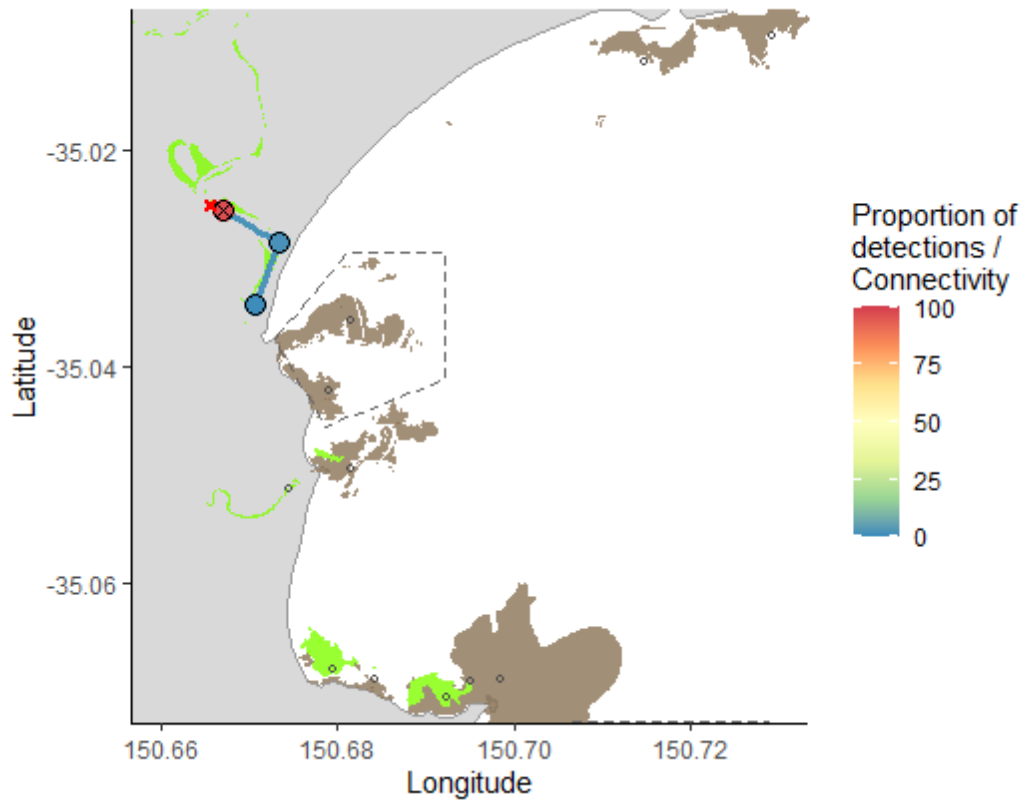 -35.02
-35.04
-35.06
Latitude
150.66
150.68
150.70
150.72
Longitude
Proportion of
detections /
Connectivity
100
75
50
25
0